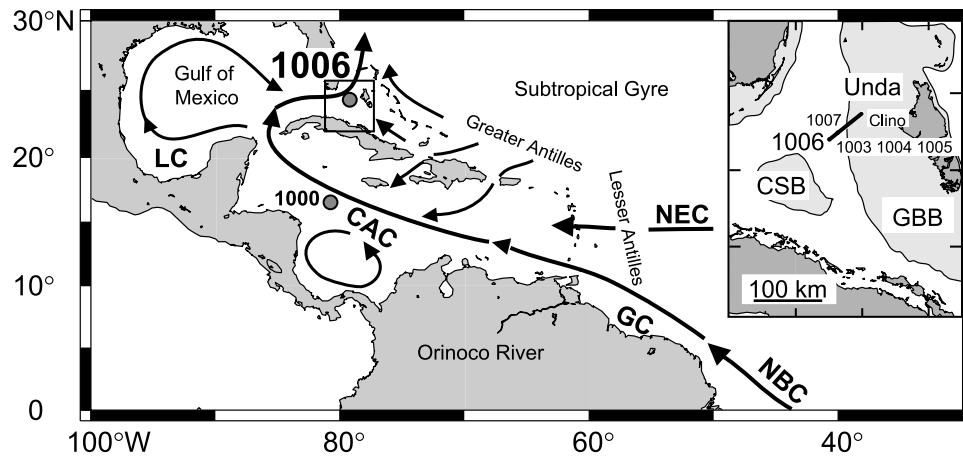 30°N
20°
10°
0
100°W
80°
60°
40°
Gulf of
Mexico
1006
Subtropical Gyre
Greater Antilles
LC
1000
CAC
Lesser Antilles
NEC
GC
Orinoco River
NBC
Unda
1007
Clino
1006
1003 1004 1005
CSB
GBB
100 km